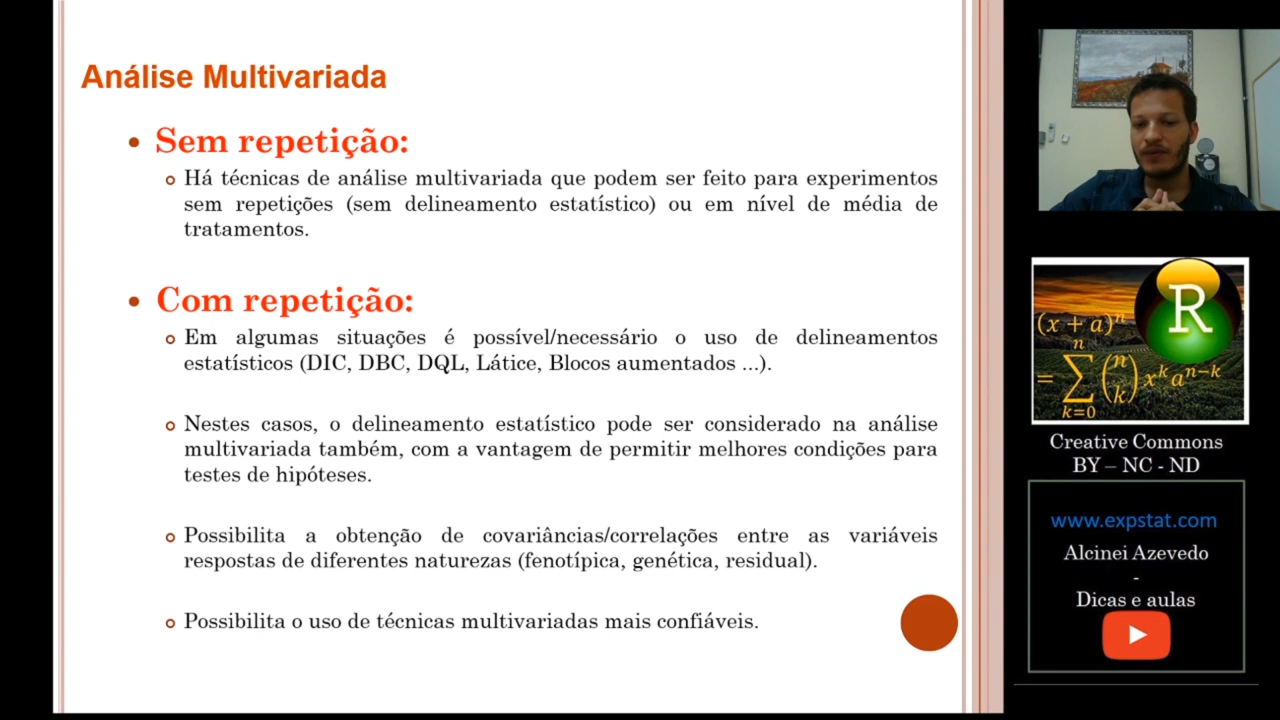 Análise Multivariada
• Sem repetição:
Há técnicas de análise multivariada que podem ser feito para experimentos
sem repetições (sem delineamento estatístico) ou em nível de média de
tratamentos.
• Com repetição:
Em algumas situações é possível/necessário o uso de delineamentos
estatísticos (DIC, DBC, DQL, Látice, Blocos aumentados ...).
Nestes casos, o delineamento estatístico pode ser considerado na análise
multivariada também, com a vantagem de permitir melhores condições para
testes de hipóteses.
Possibilita a obtenção de covariâncias/correlações entre as variáveis
respostas de diferentes naturezas (fenotípica, genética, residual).
Possibilita o uso de técnicas multivariadas mais confiáveis.
R
(x + a)^n
= ∑_{k=0}^{n} (n k) x^k a^{n-k}
Creative Commons
BY – NC - ND
www.expstat.com
Alcinei Azevedo
-
Dicas e aulas